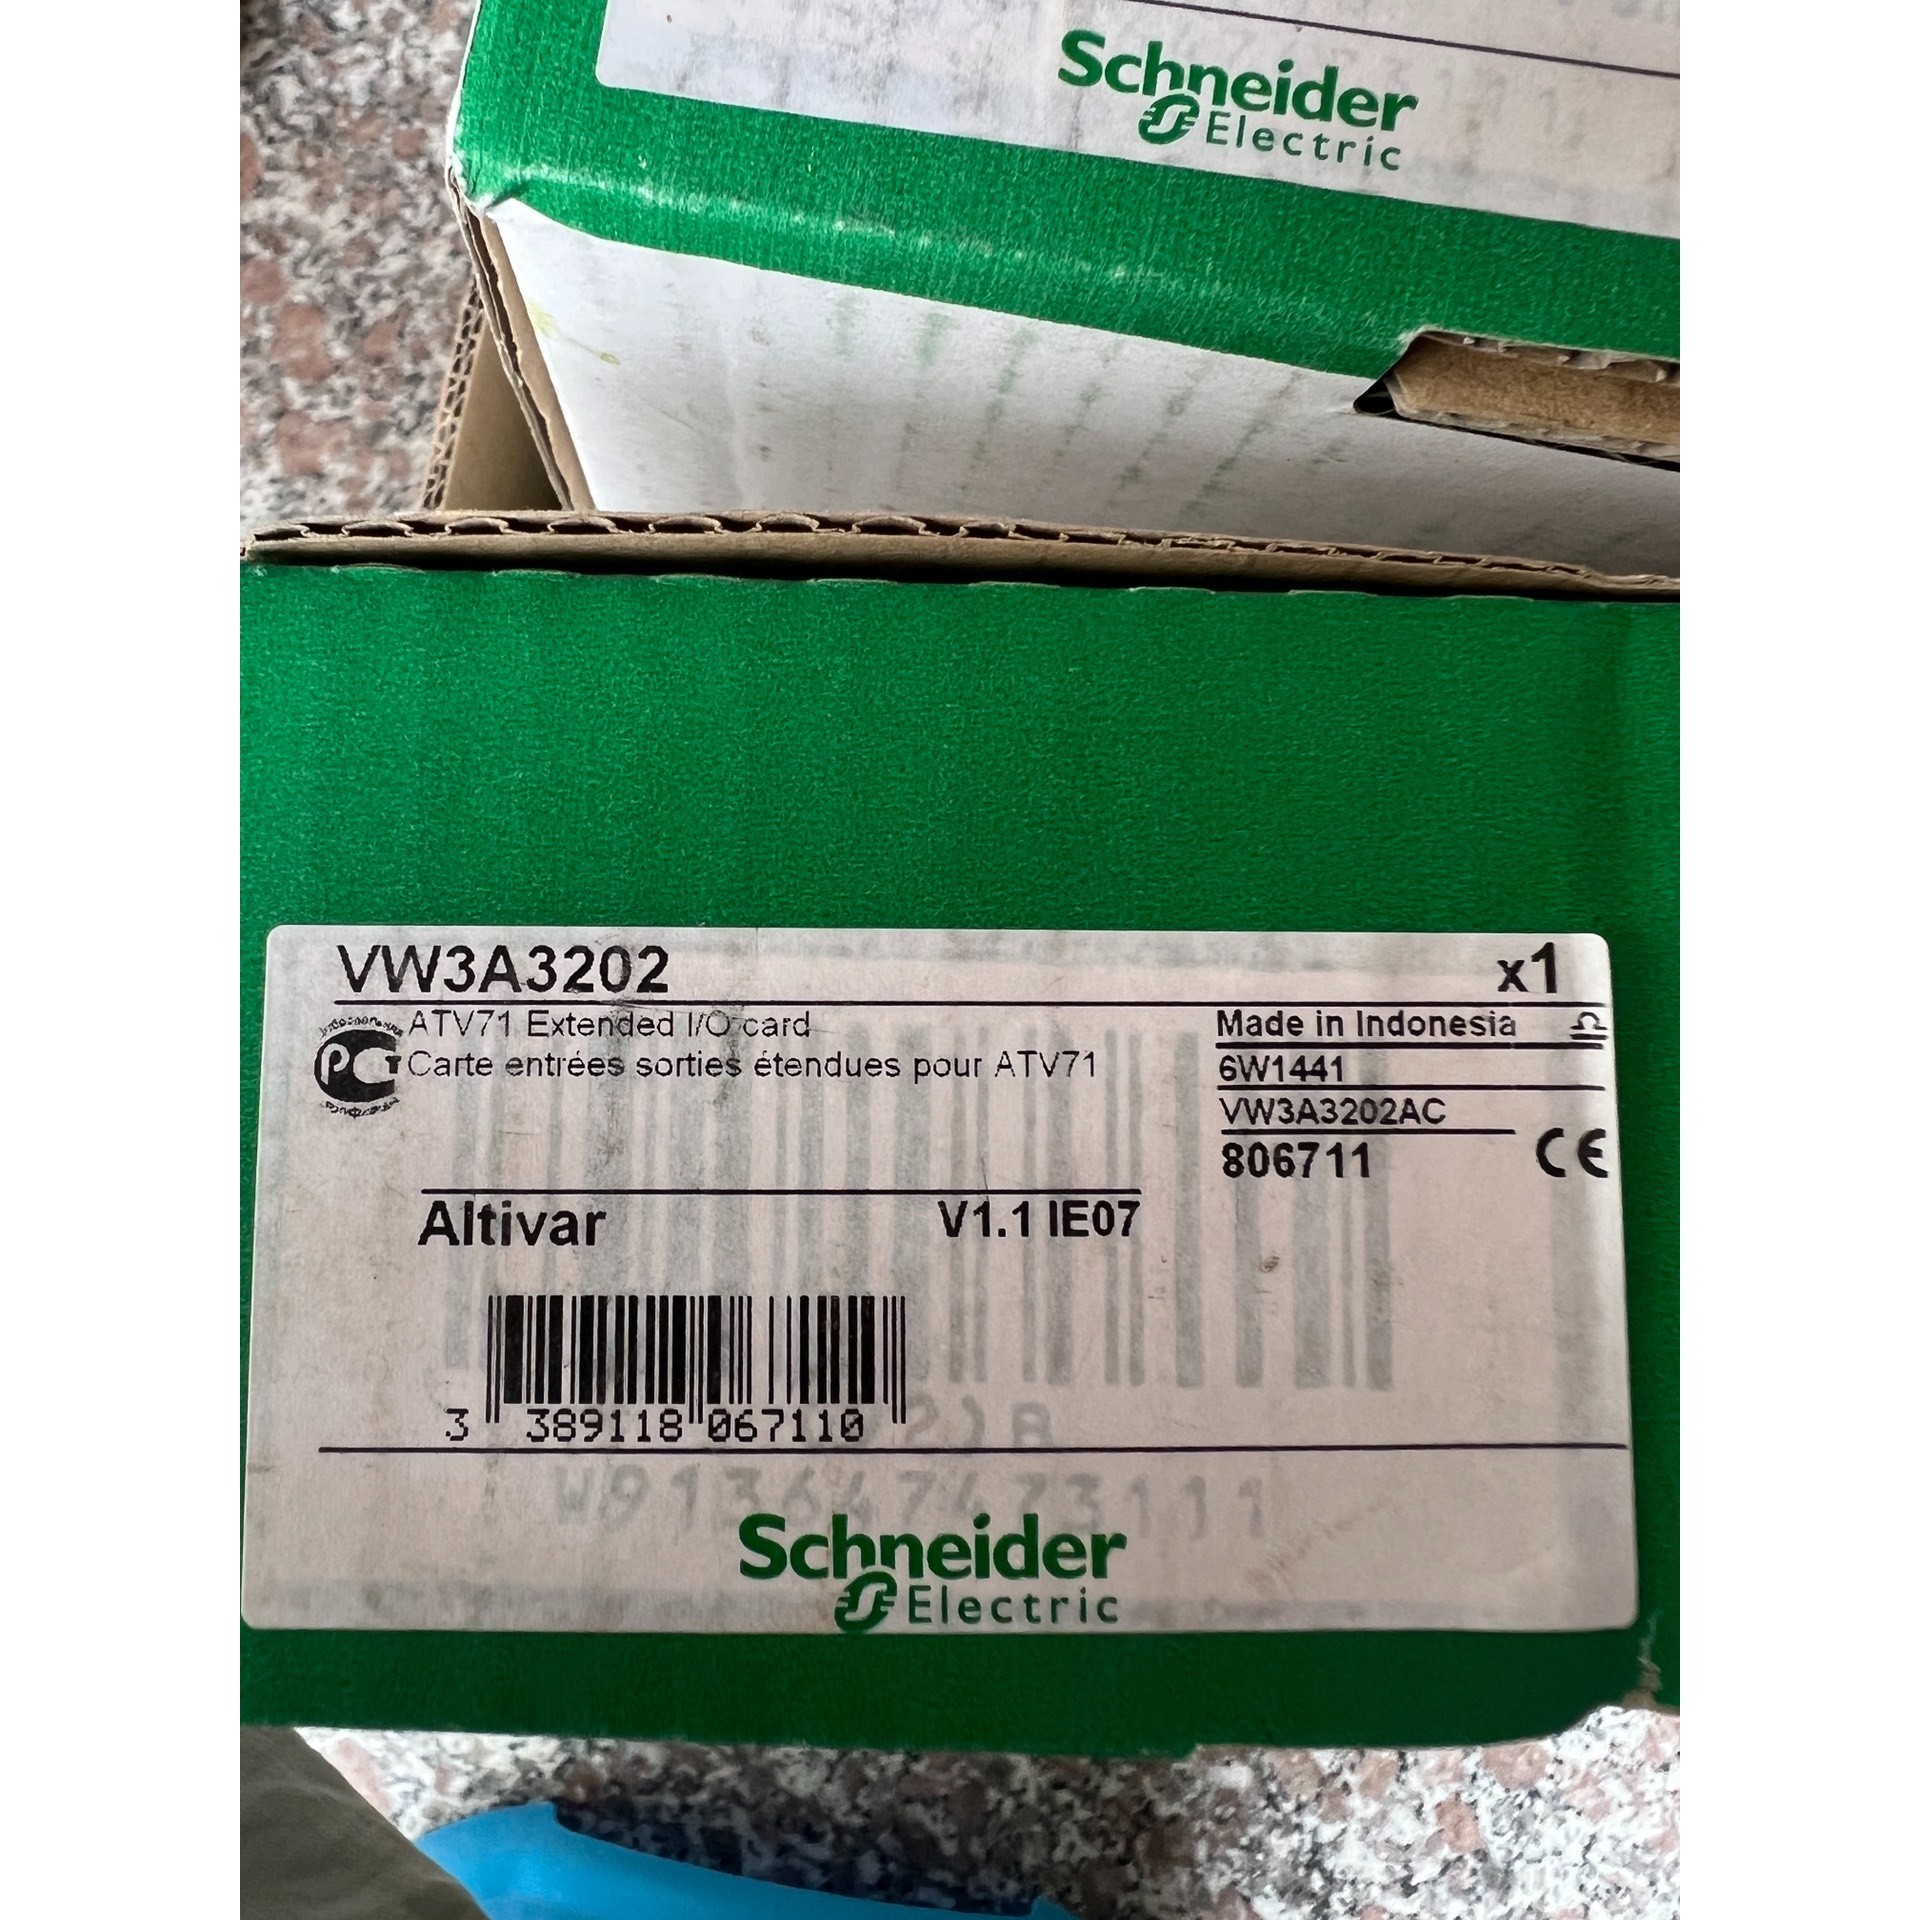 Schneider
Electric
VW3A3202
x1
ATV71 Extended I/O card
Carte entrées sorties étendues pour ATV71
PCT
Made in Indonesia
6W1441
VW3A3202AC
806711
CE
Altivar
V1.1 IE07
3 389118 067110
Schneider
Electric